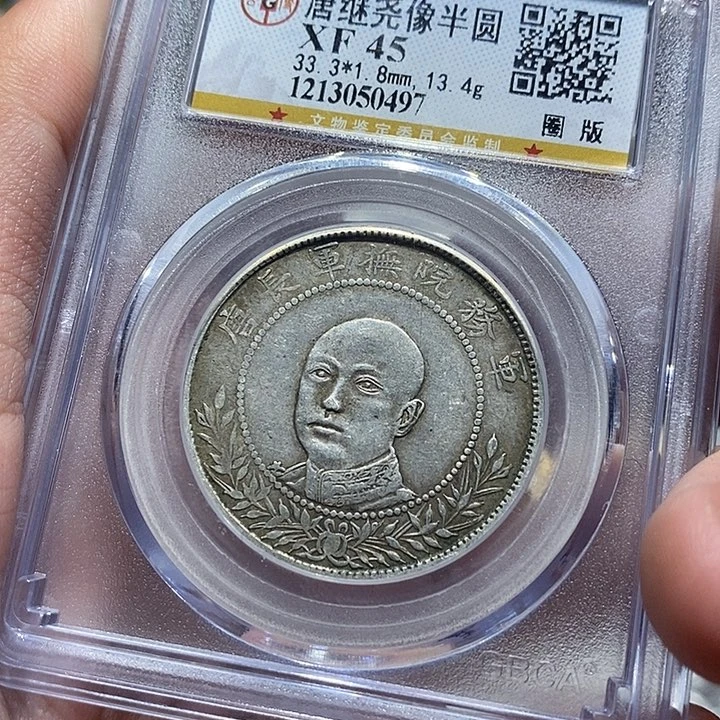 唐继尧像半圆
XF 45
33.3*1.8mm, 13.4g
1213050497
圈 版
文物鉴定委员会监制
軍務院撫軍長唐
GBCA